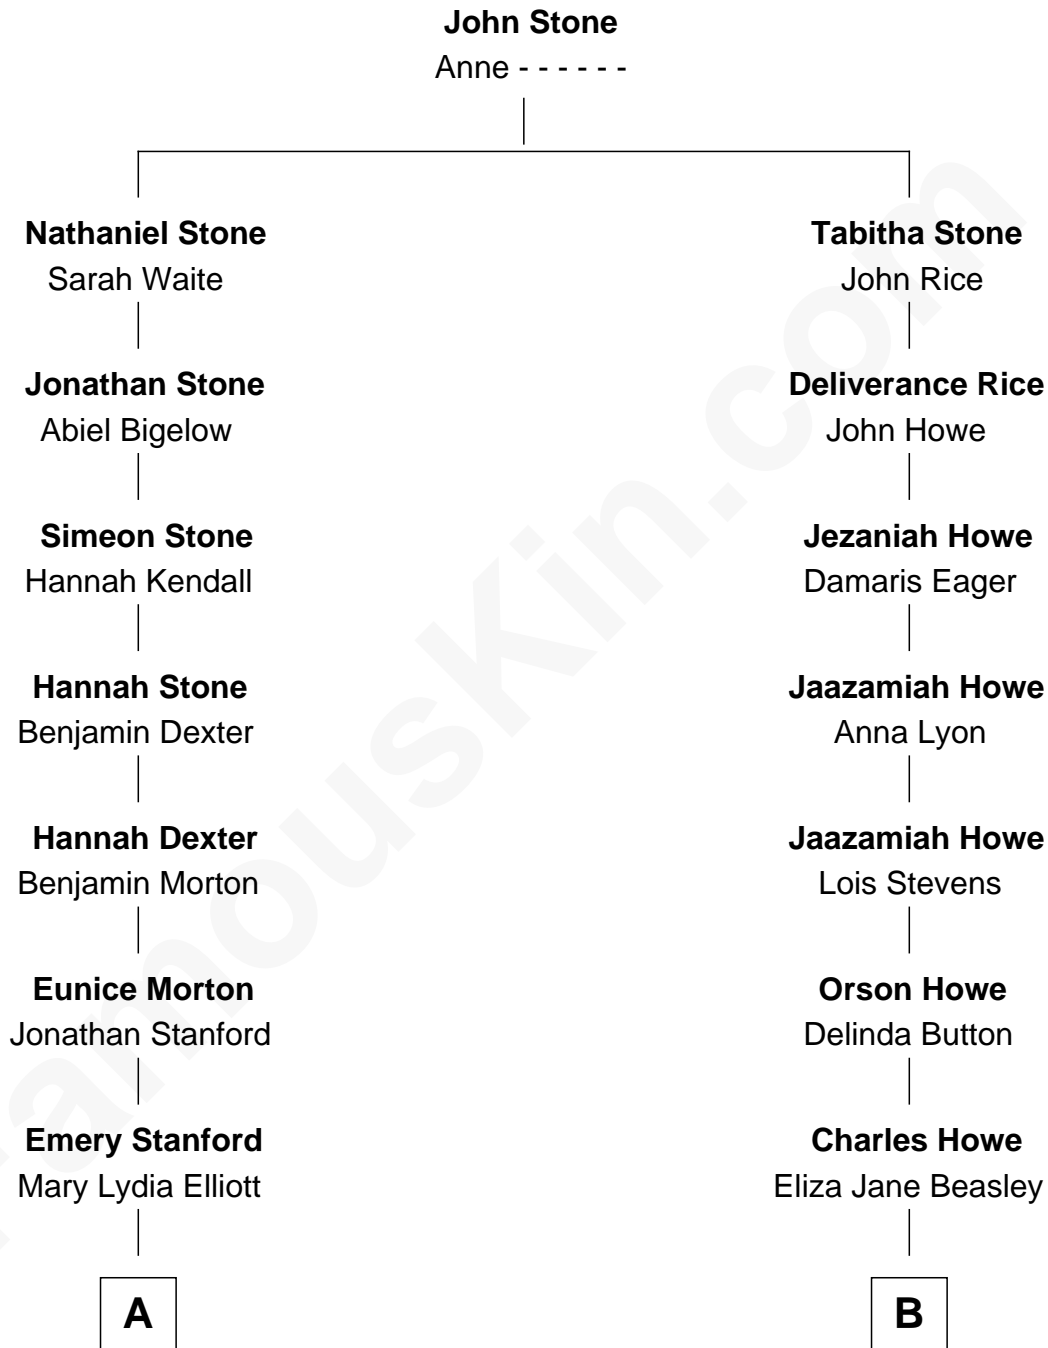 John Stone
Anne - - - - - -
Nathaniel Stone
Sarah Waite
Tabitha Stone
John Rice
Jonathan Stone
Abiel Bigelow
Deliverance Rice
John Howe
Simeon Stone
Hannah Kendall
Jezaniah Howe
Damaris Eager
Hannah Stone
Benjamin Dexter
Jaazamiah Howe
Anna Lyon
Hannah Dexter
Benjamin Morton
Jaazamiah Howe
Lois Stevens
Eunice Morton
Jonathan Stanford
Orson Howe
Delinda Button
Emery Stanford
Mary Lydia Elliott
Charles Howe
Eliza Jane Beasley
A
B
FamousKin.com